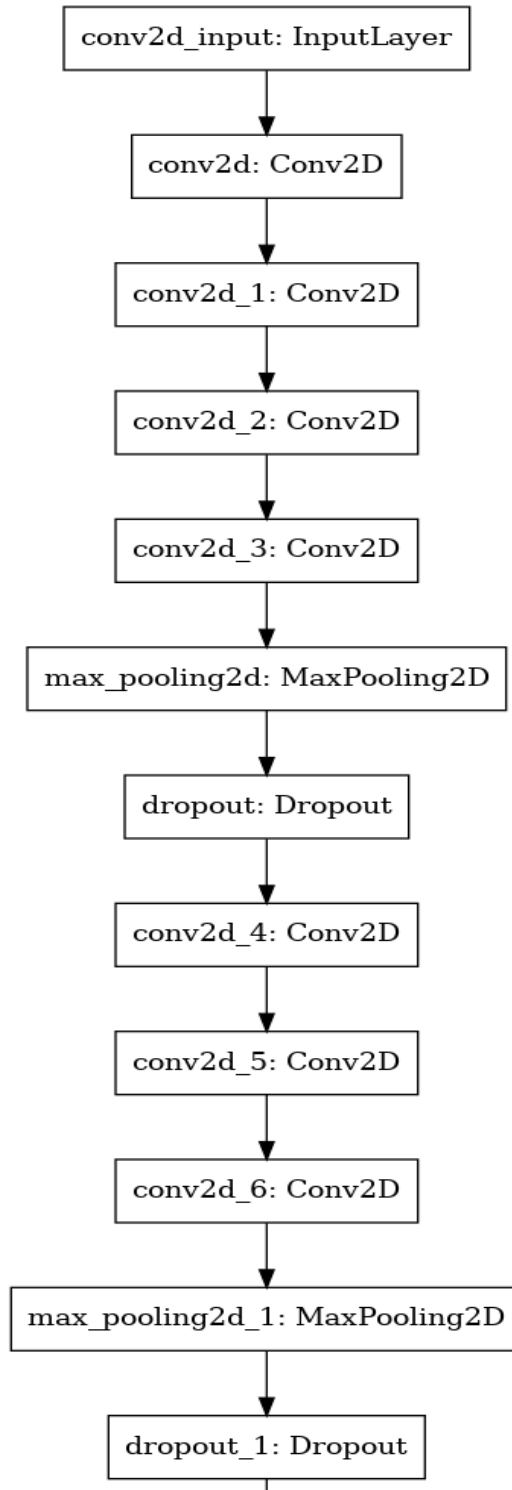 conv2d_input: InputLayer
conv2d: Conv2D
conv2d_1: Conv2D
conv2d_2: Conv2D
conv2d_3: Conv2D
max_pooling2d: MaxPooling2D
dropout: Dropout
conv2d_4: Conv2D
conv2d_5: Conv2D
conv2d_6: Conv2D
max_pooling2d_1: MaxPooling2D
dropout_1: Dropout